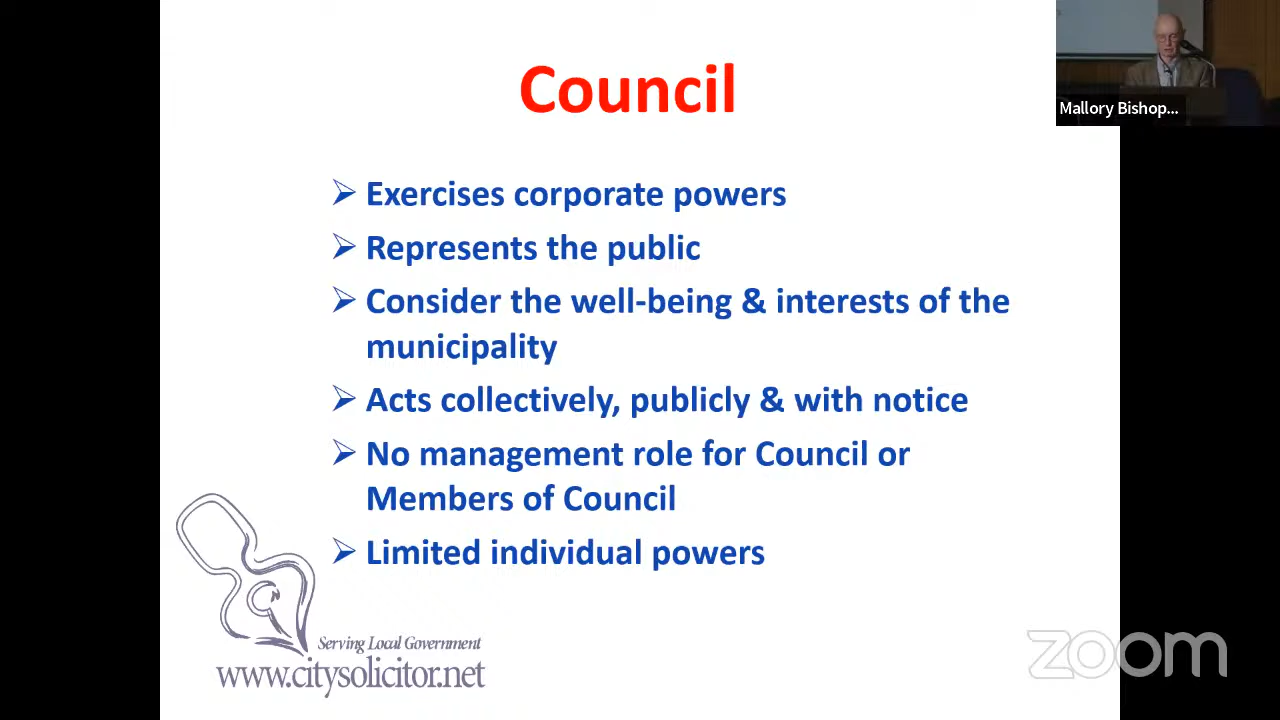 Council
Mallory Bishop...
➢ Exercises corporate powers
➢ Represents the public
➢ Consider the well-being & interests of the
municipality
➢ Acts collectively, publicly & with notice
➢ No management role for Council or
Members of Council
➢ Limited individual powers
Serving Local Government
www.citysolicitor.net
zoom